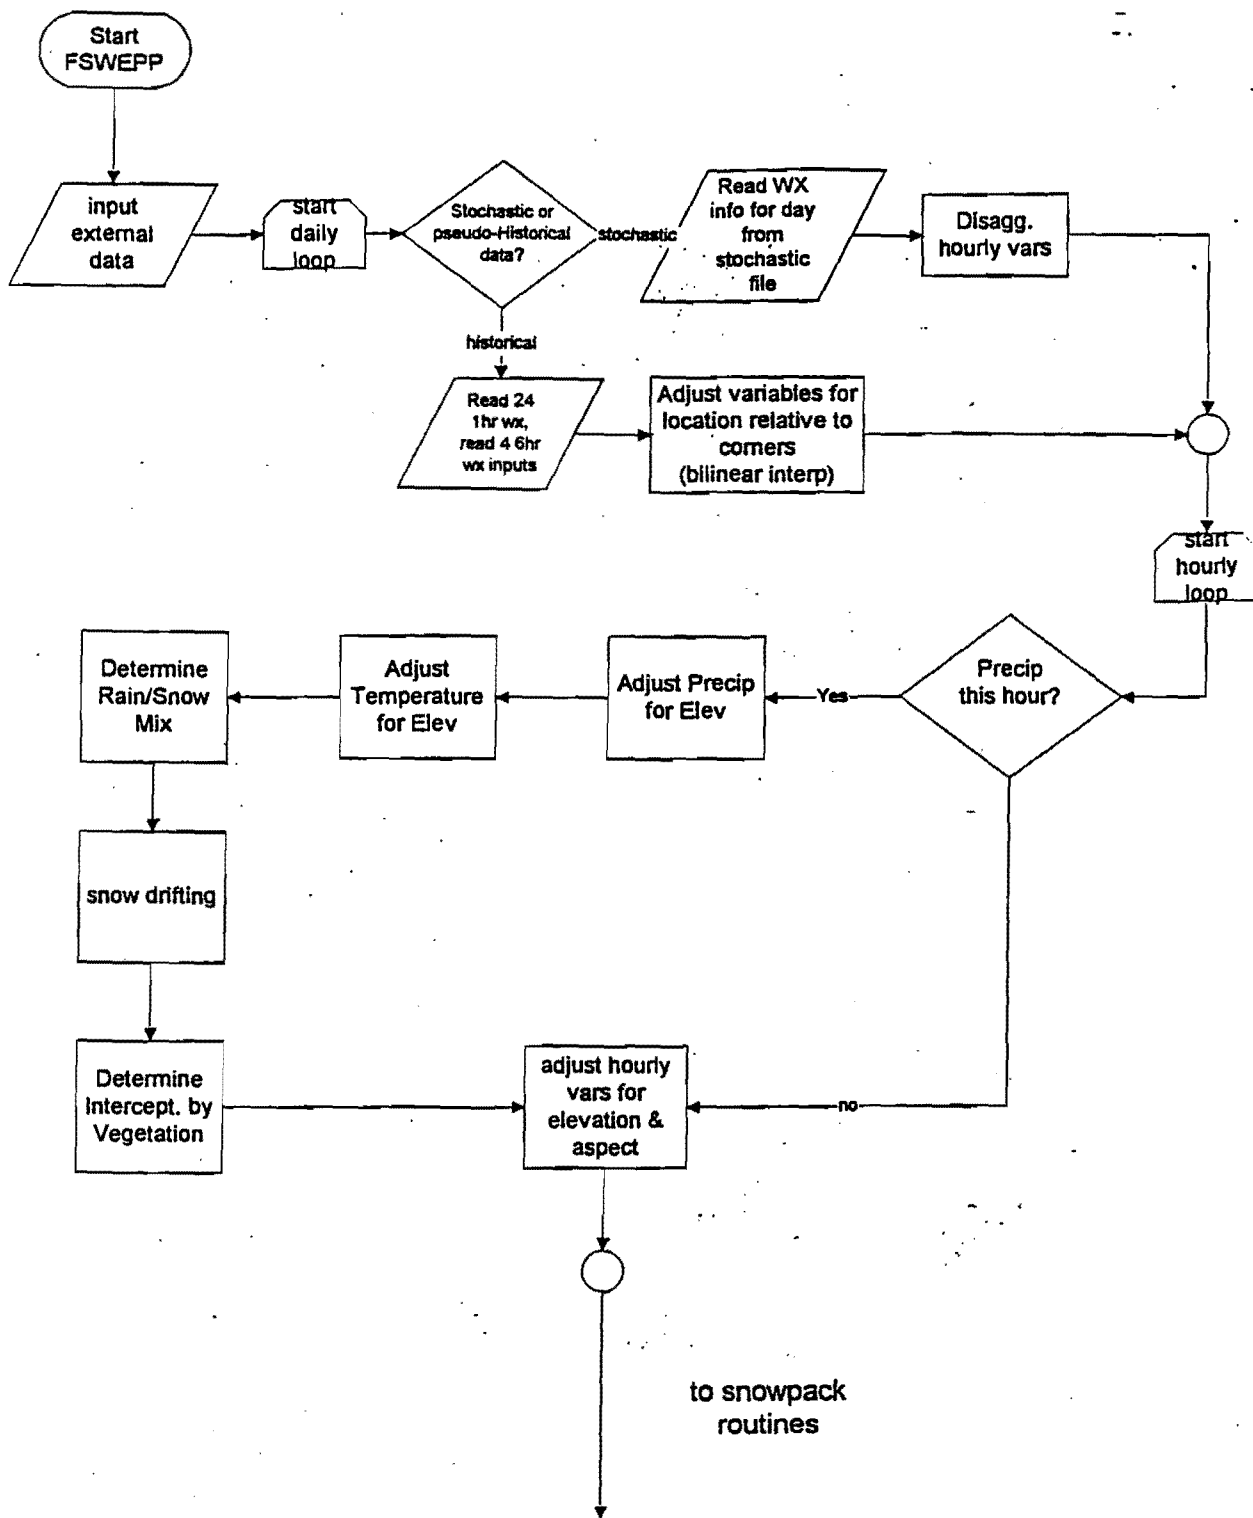 Start
FSWEPP
input
external
data
start
daily
loop
Stochastic or
pseudo-Historical
data?
stochastic
Read WX
info for day
from
stochastic
file
Disagg.
hourly vars
historical
Read 24
1hr wx,
read 4 6hr
wx inputs
Adjust variables for
location relative to
corners
(bilinear interp)
start
hourly
loop
Precip
this hour?
Yes
Adjust Precip
for Elev
Adjust
Temperature
for Elev
Determine
Rain/Snow
Mix
snow drifting
Determine
Intercept. by
Vegetation
adjust hourly
vars for
elevation &
aspect
no
to snowpack
routines